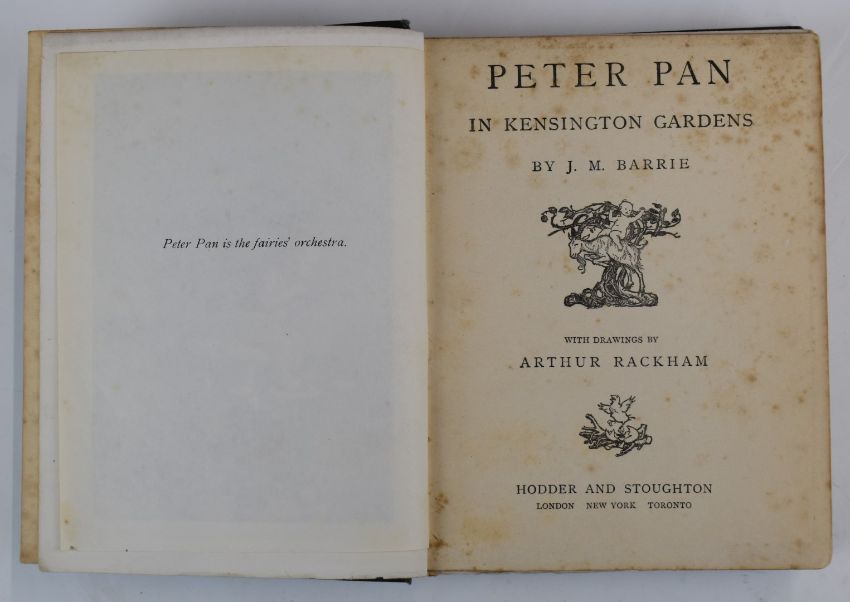 Peter Pan is the fairies' orchestra.
PETER PAN
IN KENSINGTON GARDENS
BY J. M. BARRIE
WITH DRAWINGS BY
ARTHUR RACKHAM
HODDER AND STOUGHTON
LONDON NEW YORK TORONTO